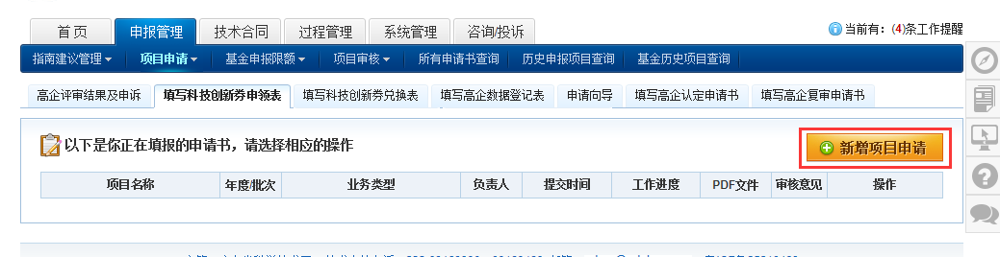 首页 申报管理 技术合同 过程管理 系统管理 咨询/投诉 当前有：(4)条工作提醒
指南建议管理 项目申请 基金申报限额 项目审核 所有申请书查询 历史申报项目查询 基金历史项目查询
高企评审结果及申诉 填写科技创新券申领表 填写科技创新券兑换表 填写高企数据登记表 申请向导 填写高企认定申请书 填写高企复审申请书
以下是你正在填报的申请书，请选择相应的操作 新增项目申请
项目名称 年度/批次 业务类型 负责人 提交时间 工作进度 PDF文件 审核意见 操作